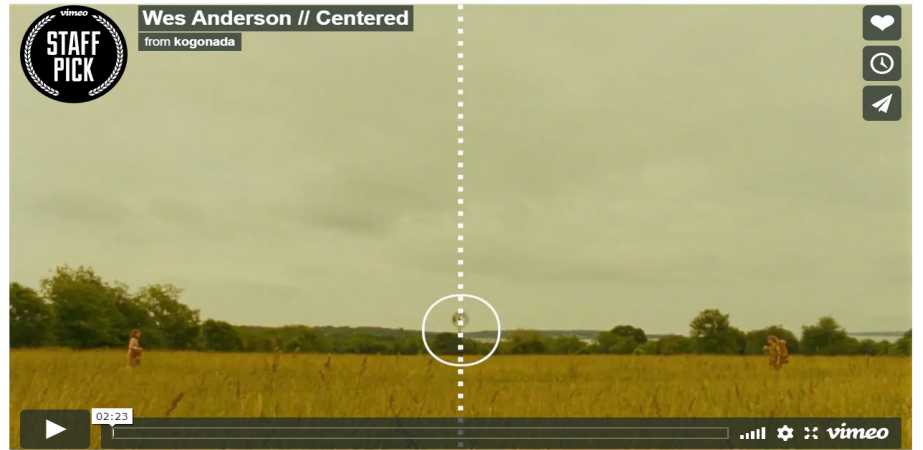 vimeo
STAFF
PICK
Wes Anderson // Centered
from kogonada
02:23
vimeo